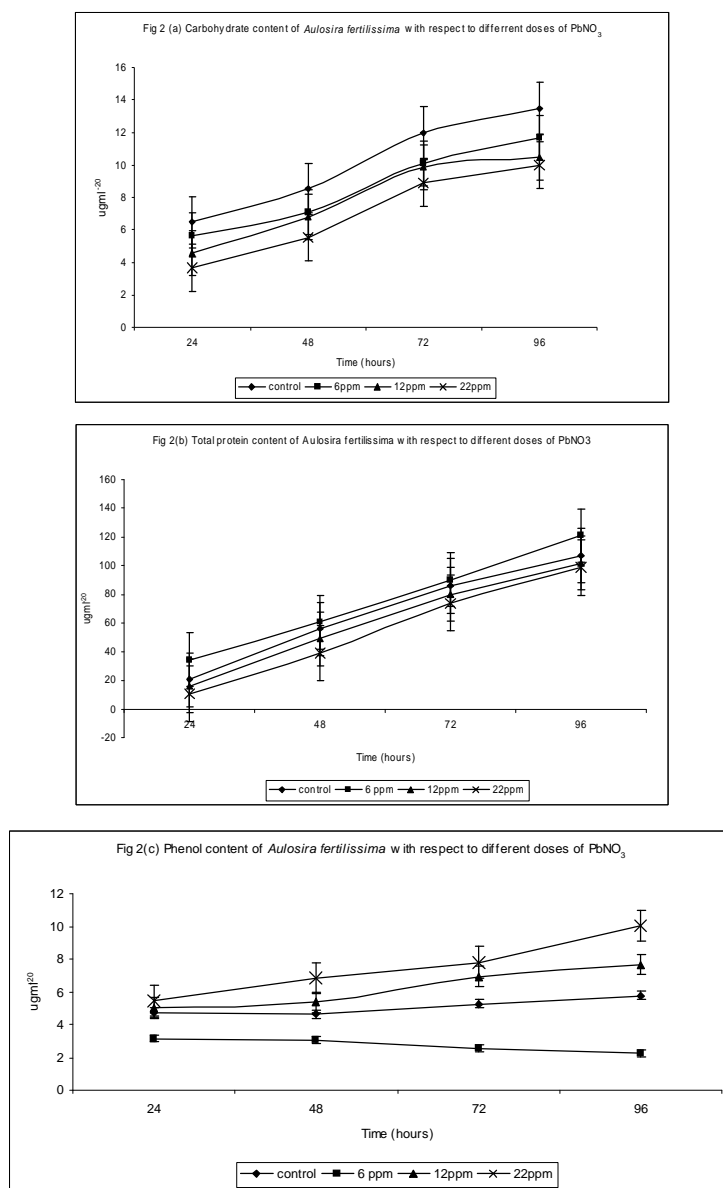 Fig 2 (a) Carbohydrate content of Aulosira fertilissima with respect to differrent doses of PbNO3
16
14
12
10
8
6
4
2
0
ugml-20
24 48 72 96
Time (hours)
control 6ppm 12ppm 22ppm
Fig 2(b) Total protein content of Aulosira fertilissima with respect to different doses of PbNO3
160
140
120
100
80
60
40
20
0
-20
ugml20
24 48 72 96
Time (hours)
control 6 ppm 12ppm 22ppm
Fig 2(c) Phenol content of Aulosira fertilissima with respect to different doses of PbNO3
12
10
8
6
4
2
0
ugml20
24 48 72 96
Time (hours)
control 6 ppm 12ppm 22ppm